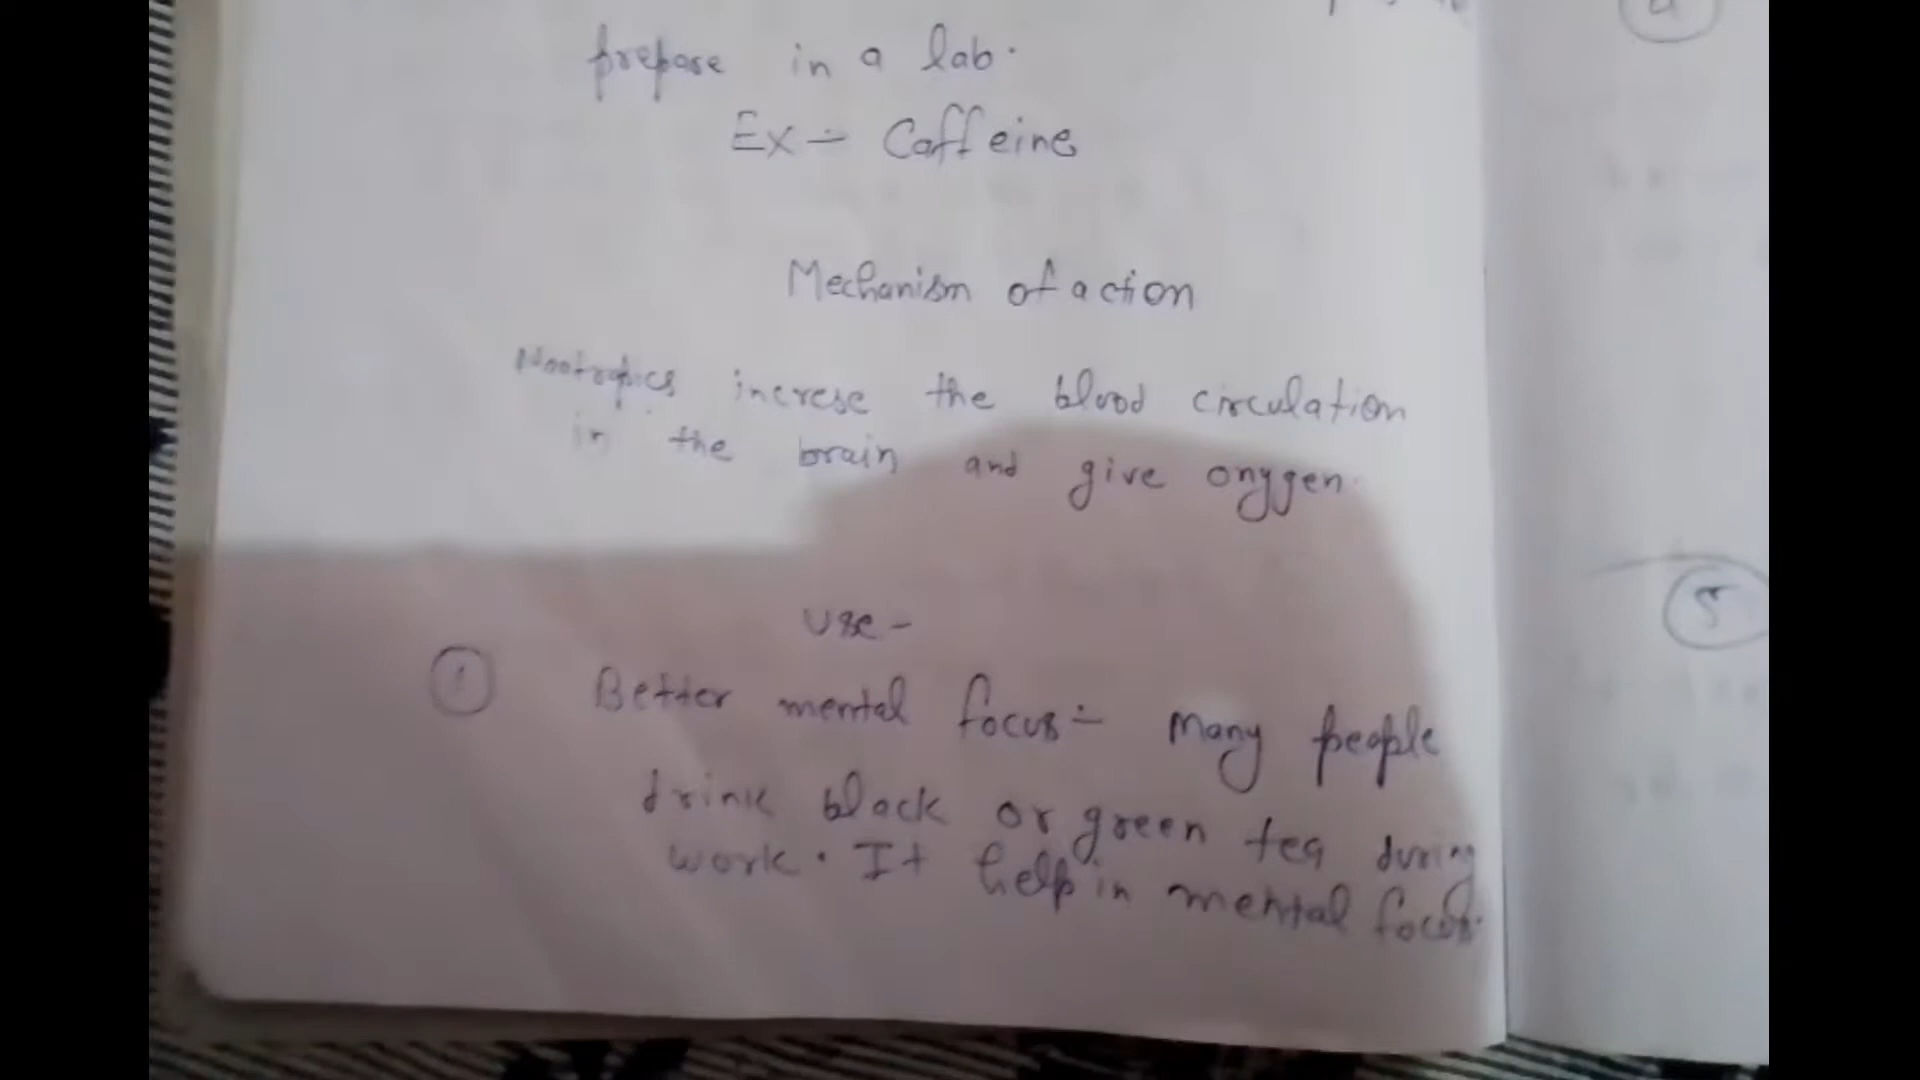 prepare in a lab.
Ex - Caffeine
Mechanism of action
Nootropics increse the blood circulation
in the brain and give onygen.
use -
① Better mental focus - Many people
drink black or green tea during
work. It help in mental focus.
5